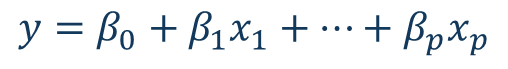 y = β₀ + β₁x₁ + ⋯ + βₚxₚ